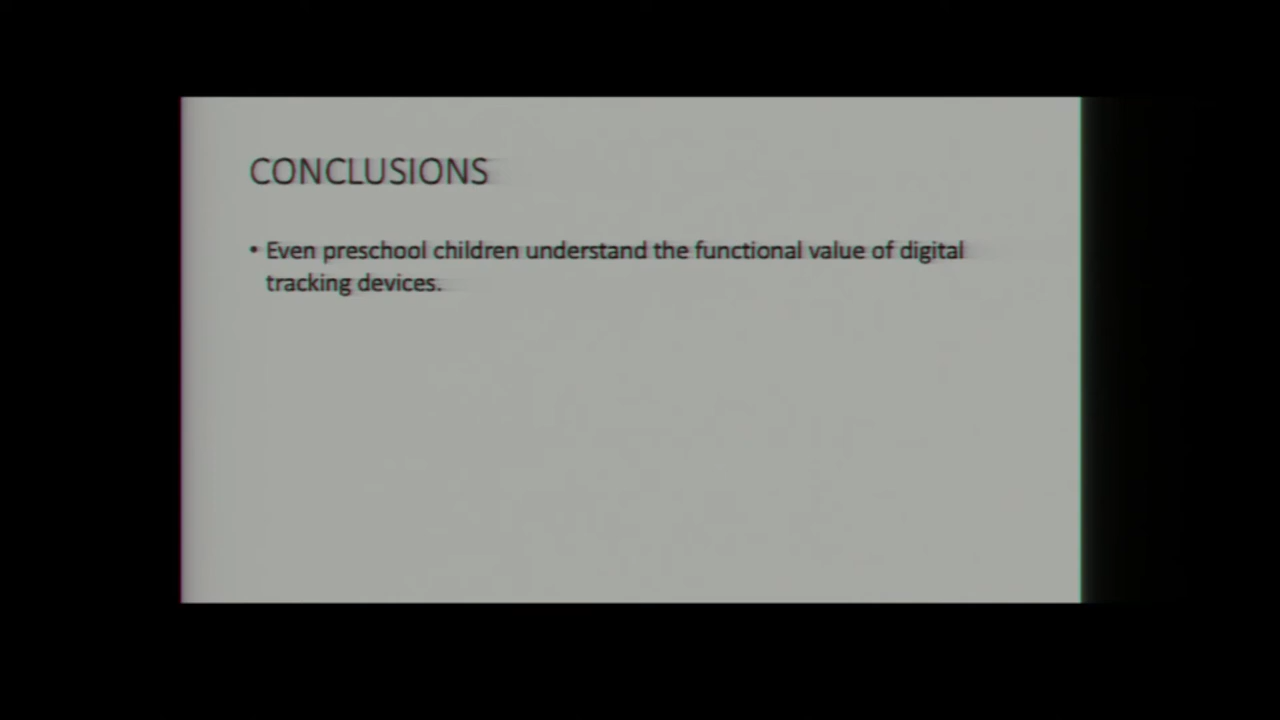 CONCLUSIONS
• Even preschool children understand the functional value of digital
tracking devices.